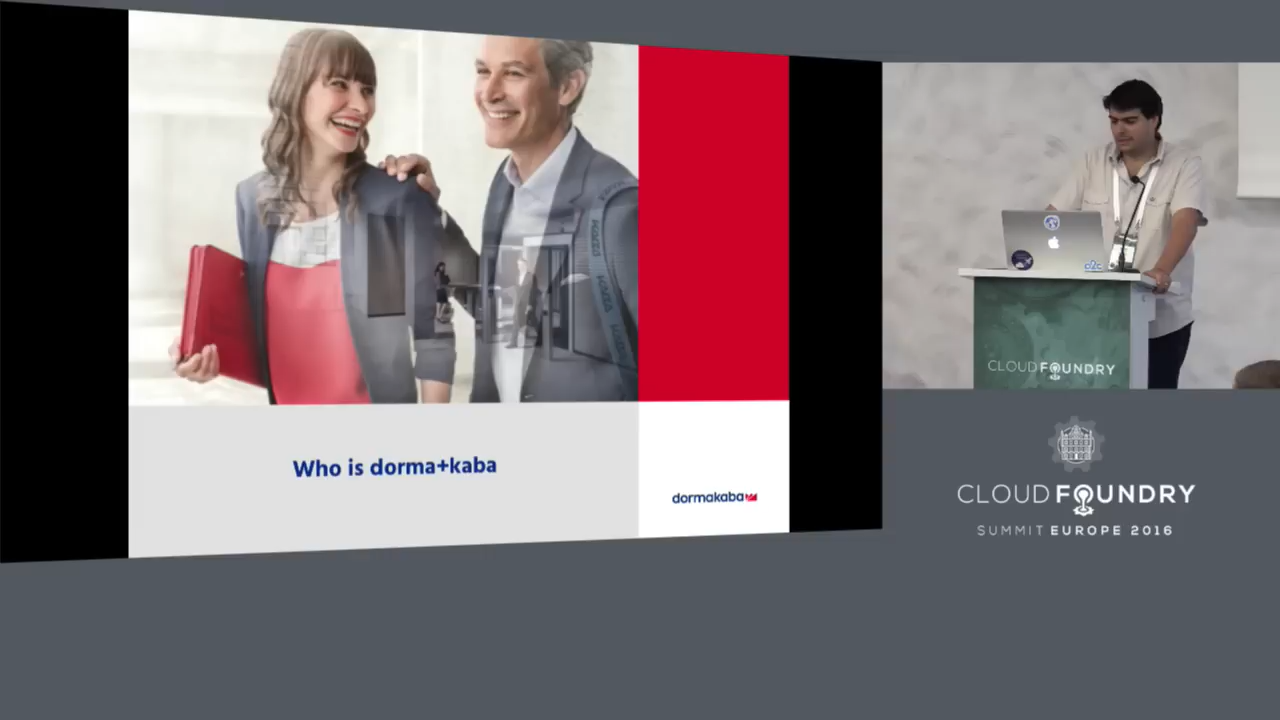 Who is dorma+kaba
dormakaba
CLOUD FOUNDRY
CLOUD FOUNDRY
SUMMIT EUROPE 2016